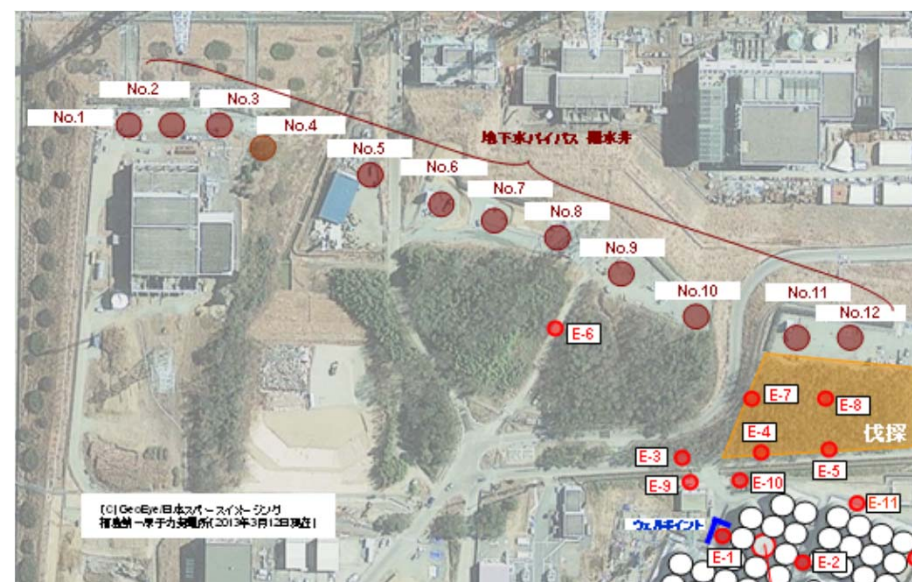 No.2
No.3
No.1
No.4
No.5
No.6
No.7
No.8
No.9
No.10
No.11
No.12
地下水バイパス 揚水井
E-6
E-7
E-8
伐採
E-4
E-3
E-5
E-9
E-10
E-11
(C)GeoEye/日本スペースイメージング
福島第一原子力発電所(2013年3月12日現在)
ウェルポイント
E-1
E-2